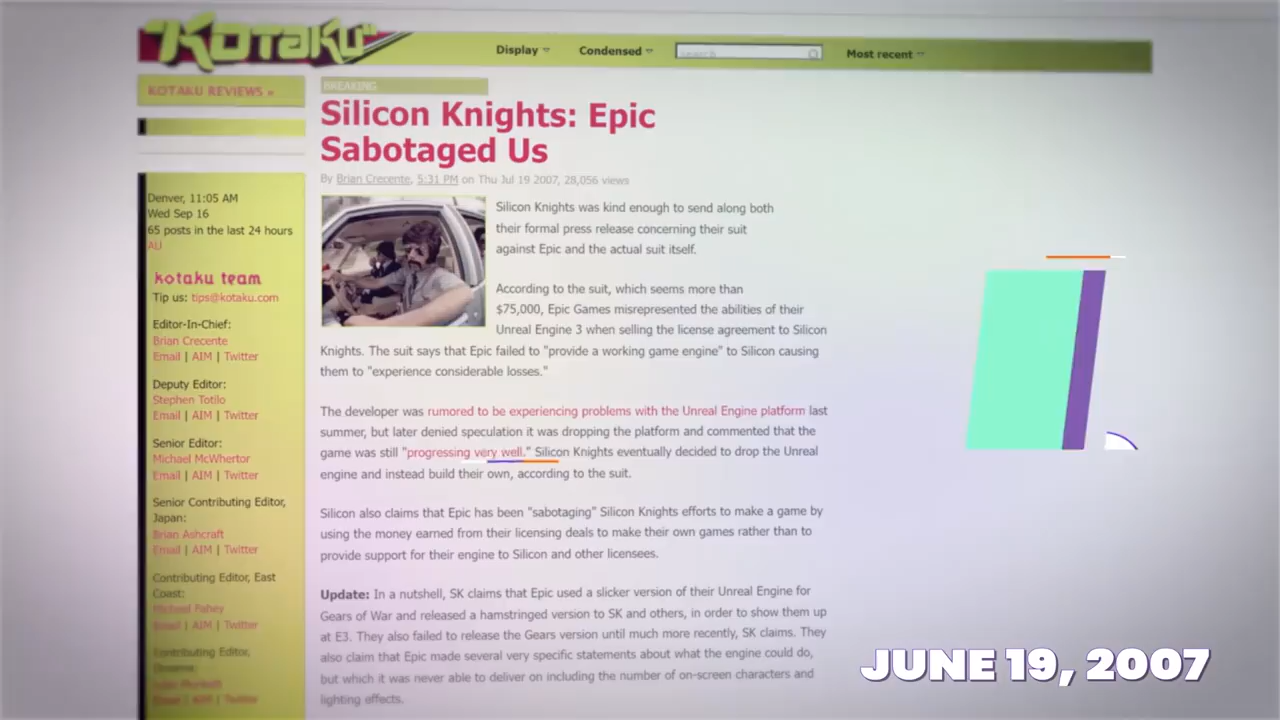 KOTAKU
Display
Condensed
search
Most recent
KOTAKU REVIEWS »
BREAKING
Silicon Knights: Epic
Sabotaged Us
By Brian Crecente, 5:31 PM on Thu Jul 19 2007, 28,056 views
Denver, 11:05 AM
Wed Sep 16
65 posts in the last 24 hours
AU
kotaku team
Tip us: tips@kotaku.com
Editor-In-Chief:
Brian Crecente
Email | AIM | Twitter
Deputy Editor:
Stephen Totilo
Email | AIM | Twitter
Senior Editor:
Michael McWhertor
Email | AIM | Twitter
Senior Contributing Editor,
Japan:
Brian Ashcraft
Email | AIM | Twitter
Contributing Editor, East
Coast:
Michael Fahey
Email | AIM | Twitter
Contributing Editor,
Email | AIM | Twitter
Silicon Knights was kind enough to send along both
their formal press release concerning their suit
against Epic and the actual suit itself.
According to the suit, which seems more than
$75,000, Epic Games misrepresented the abilities of their
Unreal Engine 3 when selling the license agreement to Silicon
Knights. The suit says that Epic failed to "provide a working game engine" to Silicon causing
them to "experience considerable losses."
The developer was rumored to be experiencing problems with the Unreal Engine platform last
summer, but later denied speculation it was dropping the platform and commented that the
game was still "progressing very well." Silicon Knights eventually decided to drop the Unreal
engine and instead build their own, according to the suit.
Silicon also claims that Epic has been "sabotaging" Silicon Knights efforts to make a game by
using the money earned from their licensing deals to make their own games rather than to
provide support for their engine to Silicon and other licensees.
Update: In a nutshell, SK claims that Epic used a slicker version of their Unreal Engine for
Gears of War and released a hamstringed version to SK and others, in order to show them up
at E3. They also failed to release the Gears version until much more recently, SK claims. They
also claim that Epic made several very specific statements about what the engine could do,
but which it was never able to deliver on including the number of on-screen characters and
lighting effects.
JUNE 19, 2007